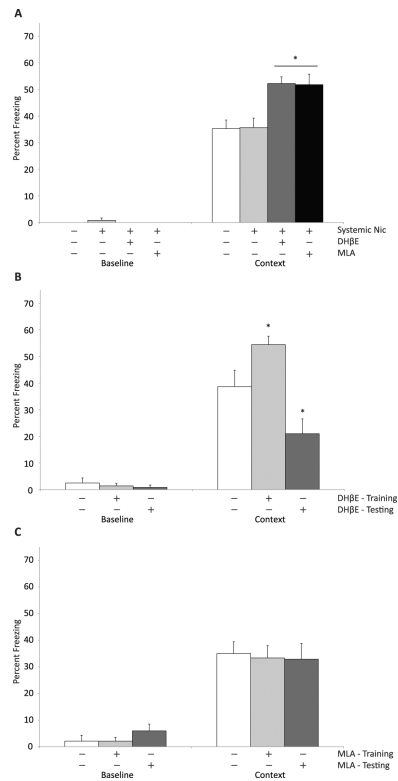 A
70
60
50
40
30
20
10
0
Percent Freezing
*
− + + + − + + + Systemic Nic
− − + − − − + − DHβE
− − − + − − − + MLA
Baseline Context
B
70
60
50
40
30
20
10
0
Percent Freezing
*
*
− + − − + − DHβE - Training
− − + − − + DHβE - Testing
Baseline Context
C
70
60
50
40
30
20
10
0
Percent Freezing
− + − − + − MLA - Training
− − + − − + MLA - Testing
Baseline Context